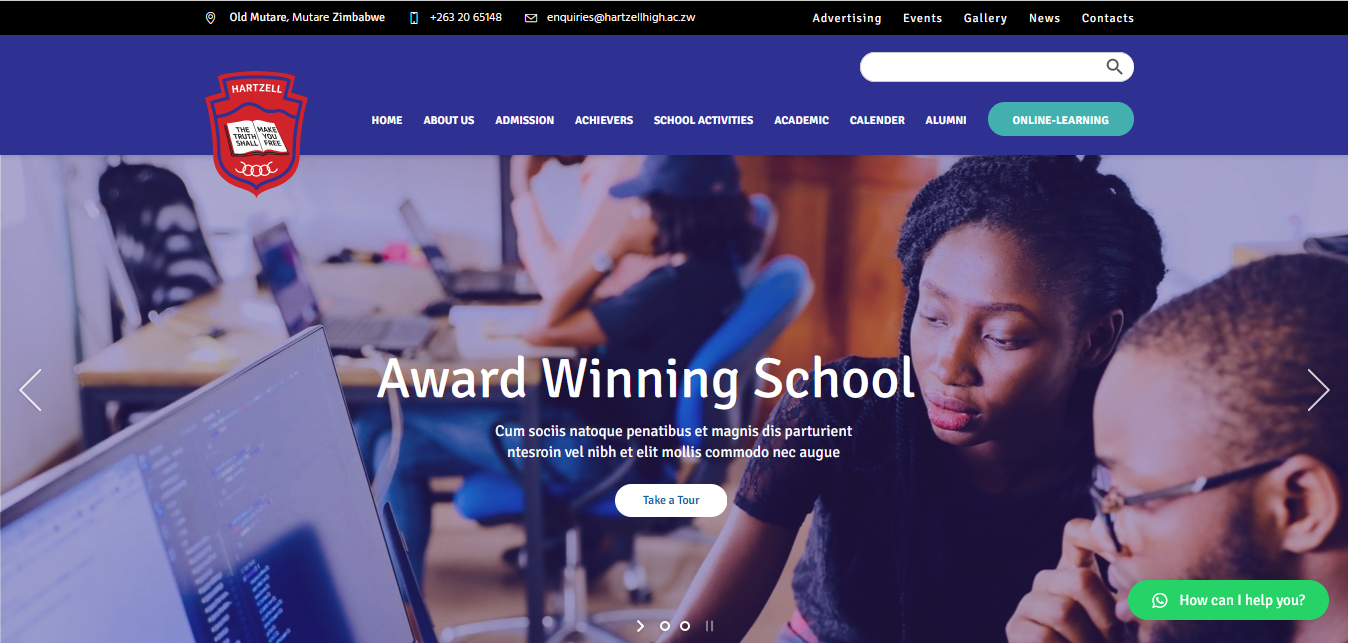 Old Mutare, Mutare Zimbabwe
+263 20 65148
enquiries@hartzellhigh.ac.zw
Advertising
Events
Gallery
News
Contacts
HARTZELL
THE TRUTH SHALL
MAKE YOU FREE
HOME
ABOUT US
ADMISSION
ACHIEVERS
SCHOOL ACTIVITIES
ACADEMIC
CALENDER
ALUMNI
ONLINE-LEARNING
Award Winning School
Cum sociis natoque penatibus et magnis dis parturient
ntesroin vel nibh et elit mollis commodo nec augue
Take a Tour
How can I help you?